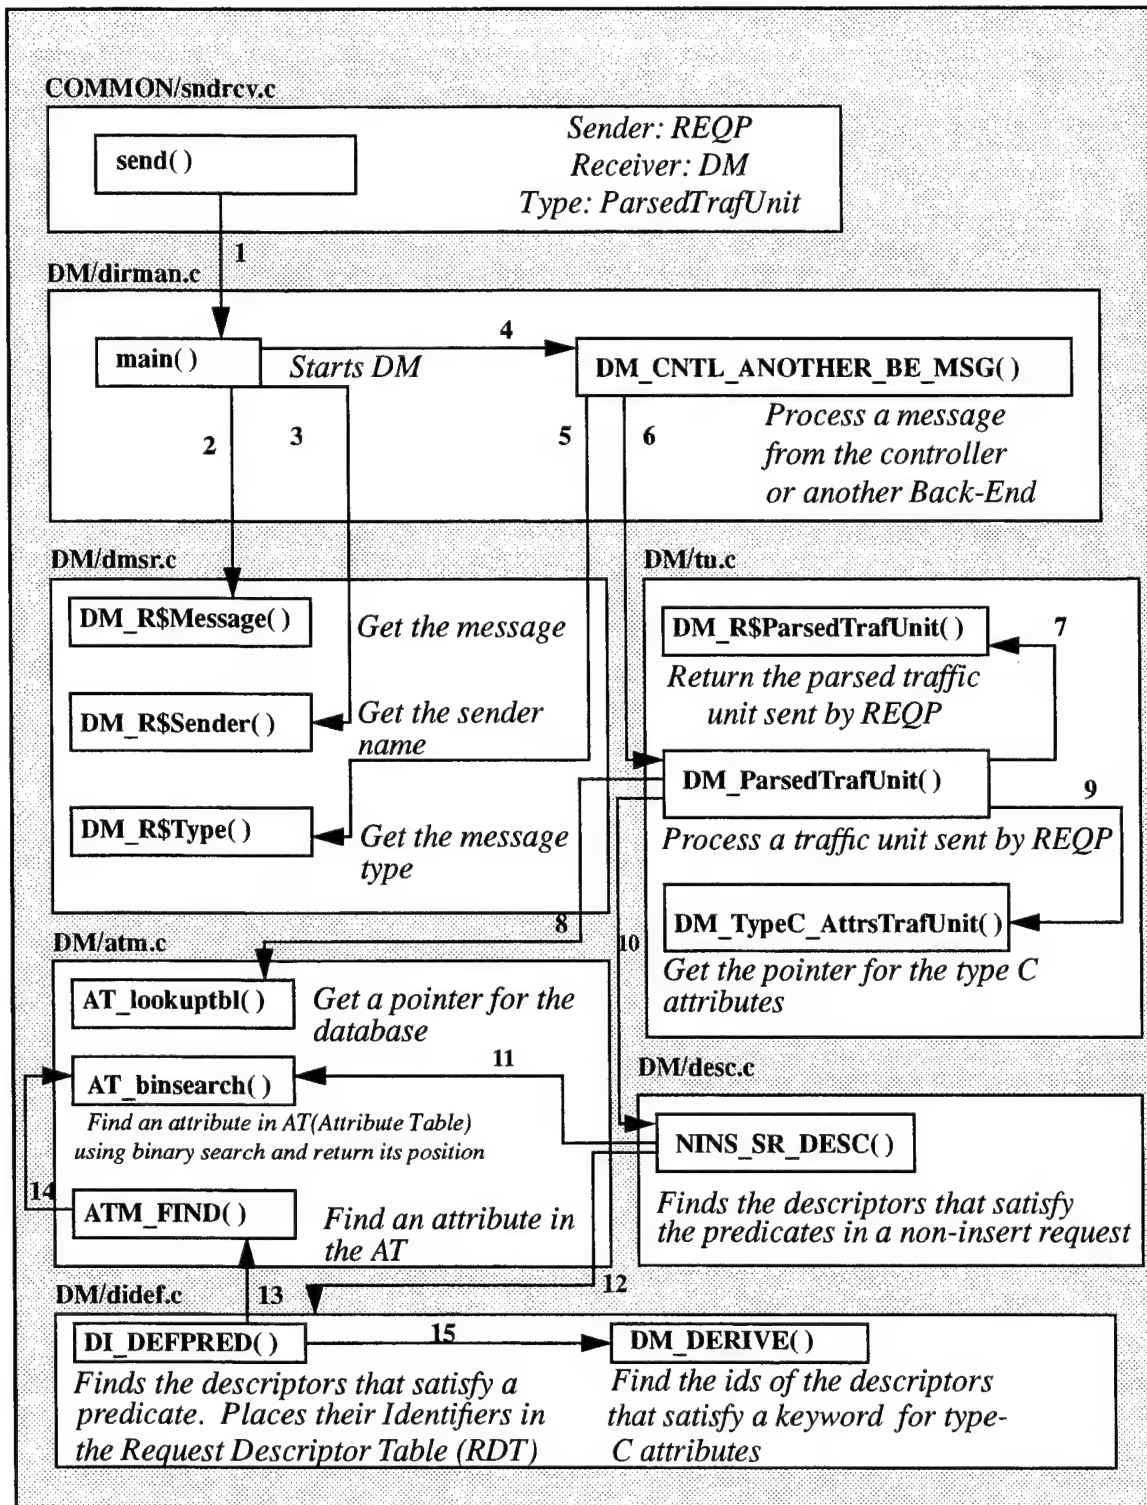 COMMON/sndrcv.c
send( )
Sender: REQP
Receiver: DM
Type: ParsedTrafUnit
1
DM/dirman.c
main( )
Starts DM
4
DM_CNTL_ANOTHER_BE_MSG( )
2
3
5
6
Process a message
from the controller
or another Back-End
DM/dmsr.c
DM_R$Message( )
Get the message
DM_R$Sender( )
Get the sender
name
DM_R$Type( )
Get the message
type
DM/tu.c
DM_R$ParsedTrafUnit( )
7
Return the parsed traffic
unit sent by REQP
DM_ParsedTrafUnit( )
9
Process a traffic unit sent by REQP
DM_TypeC_AttrsTrafUnit( )
Get the pointer for the type C
attributes
8
10
DM/atm.c
AT_lookuptbl( )
Get a pointer for the
database
AT_binsearch( )
11
Find an attribute in AT(Attribute Table)
using binary search and return its position
14
ATM_FIND( )
Find an attribute in
the AT
DM/desc.c
NINS_SR_DESC( )
Finds the descriptors that satisfy
the predicates in a non-insert request
DM/didef.c
13
12
DI_DEFPRED( )
15
DM_DERIVE( )
Finds the descriptors that satisfy a
predicate. Places their Identifiers in
the Request Descriptor Table (RDT)
Find the ids of the descriptors
that satisfy a keyword for type-
C attributes